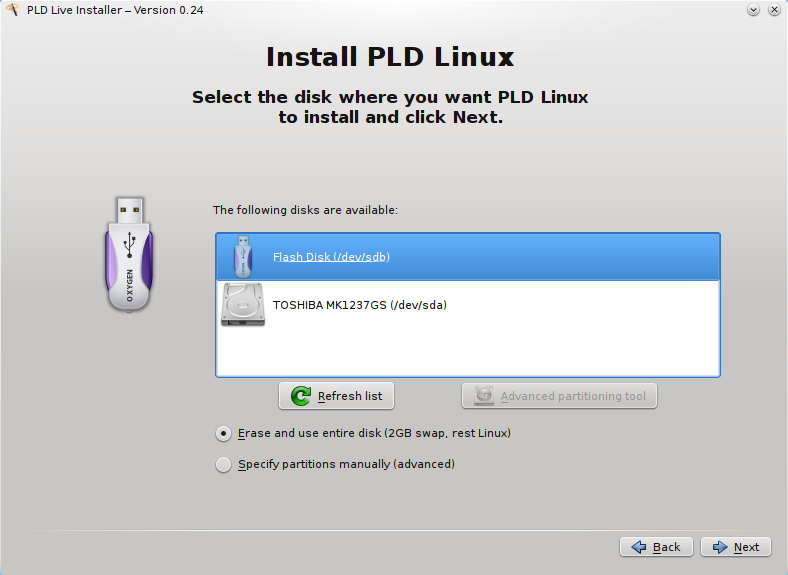 PLD Live Installer – Version 0.24
Install PLD Linux
Select the disk where you want PLD Linux
to install and click Next.
The following disks are available:
OXYGEN
Flash Disk (/dev/sdb)
TOSHIBA MK1237GS (/dev/sda)
Refresh list
Advanced partitioning tool
Erase and use entire disk (2GB swap, rest Linux)
Specify partitions manually (advanced)
Back
Next